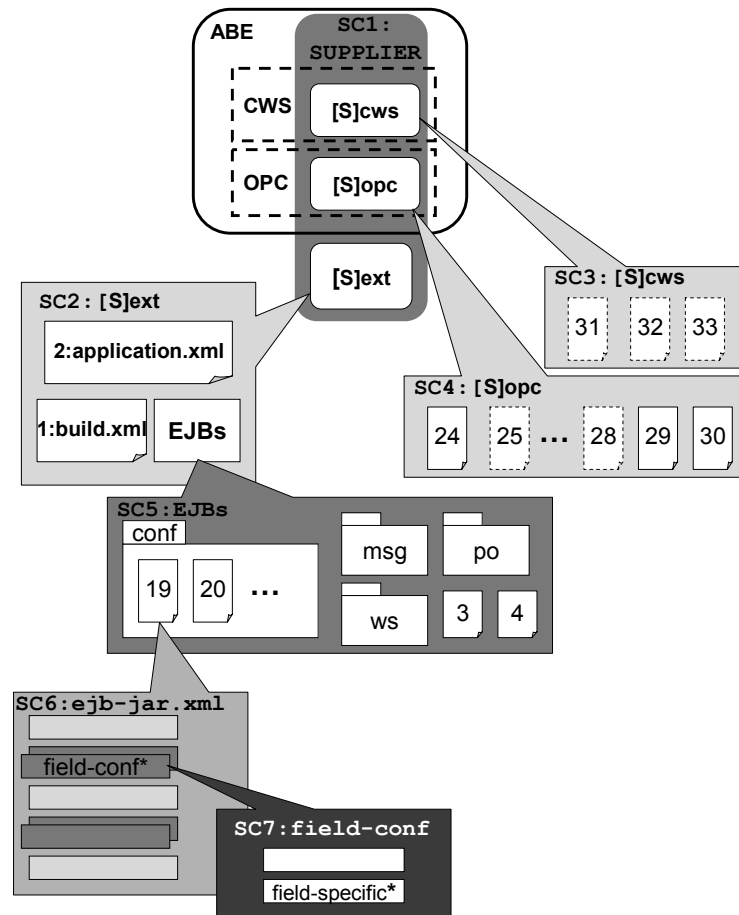 ABE
SC1:
SUPPLIER
CWS
[S]cws
OPC
[S]opc
[S]ext
SC3: [S]cws
31 32 33
SC2: [S]ext
2:application.xml
1:build.xml
EJBs
SC4: [S]opc
24 25 ... 28 29 30
SC5:EJBs
conf
19 20 ...
msg
po
ws
3 4
SC6:ejb-jar.xml
field-conf*
SC7:field-conf
field-specific*